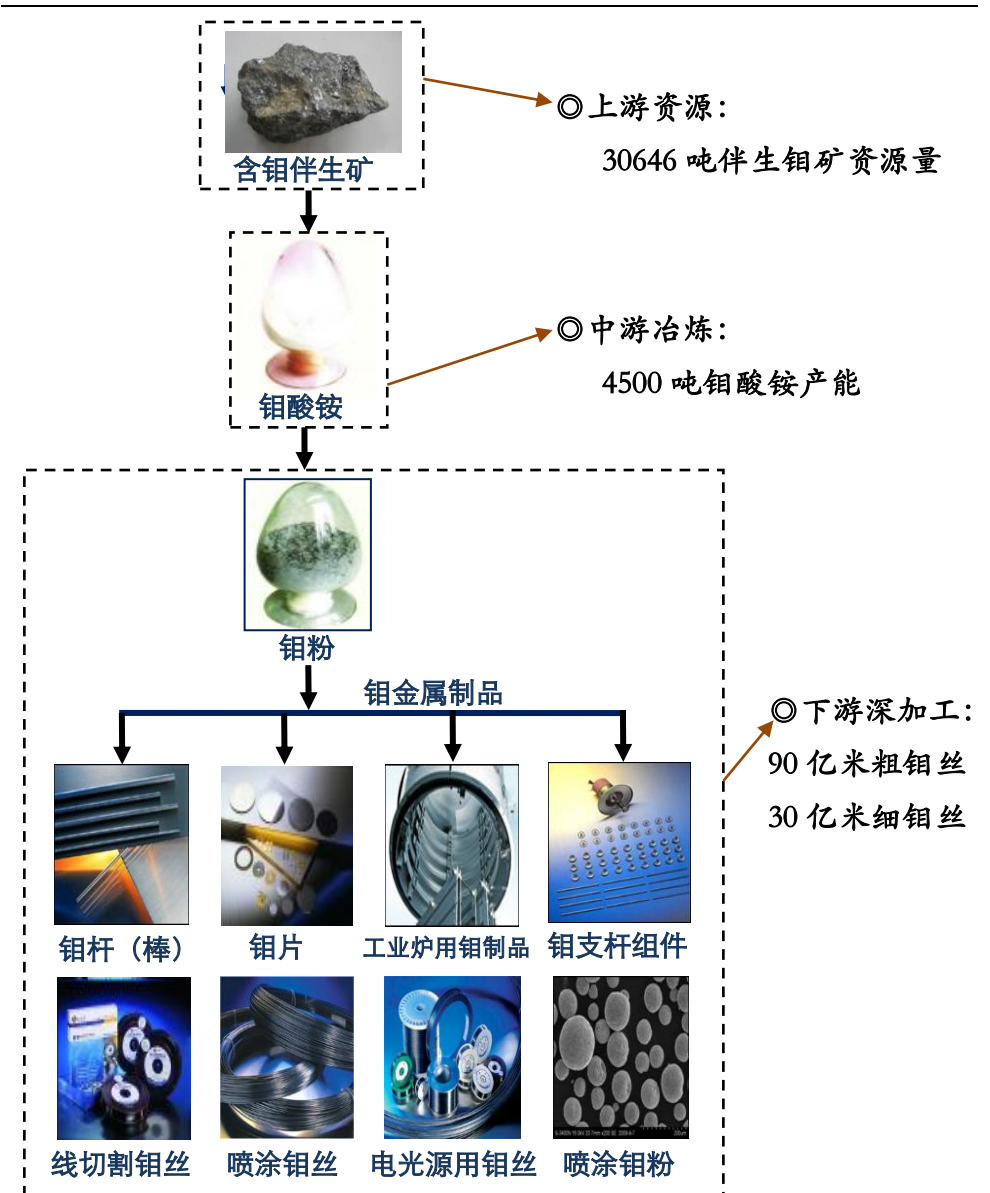 含钼伴生矿
◎上游资源：
30646 吨伴生钼矿资源量
钼酸铵
◎中游冶炼：
4500 吨钼酸铵产能
钼粉
钼金属制品
◎下游深加工：
90 亿米粗钼丝
30 亿米细钼丝
钼杆（棒）
钼片
工业炉用钼制品
钼支杆组件
线切割钼丝
喷涂钼丝
电光源用钼丝
喷涂钼粉